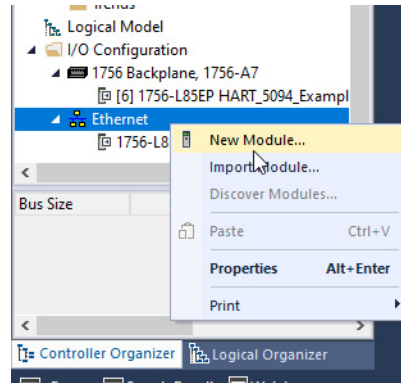 Trends
Logical Model
I/O Configuration
1756 Backplane, 1756-A7
[6] 1756-L85EP HART_5094_Exampl
Ethernet
1756-L8
New Module...
Import Module...
Discover Modules...
Paste Ctrl+V
Properties Alt+Enter
Print
Bus Size
Controller Organizer
Logical Organizer